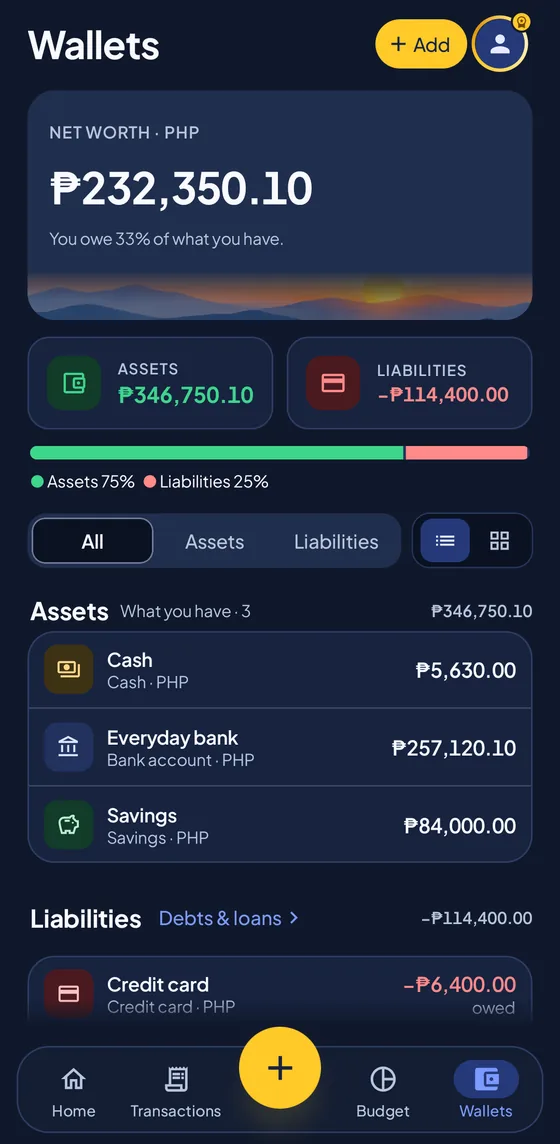 Wallets
+ Add
NET WORTH · PHP
₱232,350.10
You owe 33% of what you have.
ASSETS
₱346,750.10
LIABILITIES
-₱114,400.00
Assets 75% Liabilities 25%
All Assets Liabilities
Assets What you have · 3 ₱346,750.10
Cash
Cash · PHP
₱5,630.00
Everyday bank
Bank account · PHP
₱257,120.10
Savings
Savings · PHP
₱84,000.00
Liabilities Debts & loans > -₱114,400.00
Credit card
Credit card · PHP
-₱6,400.00
owed
Home Transactions Budget Wallets